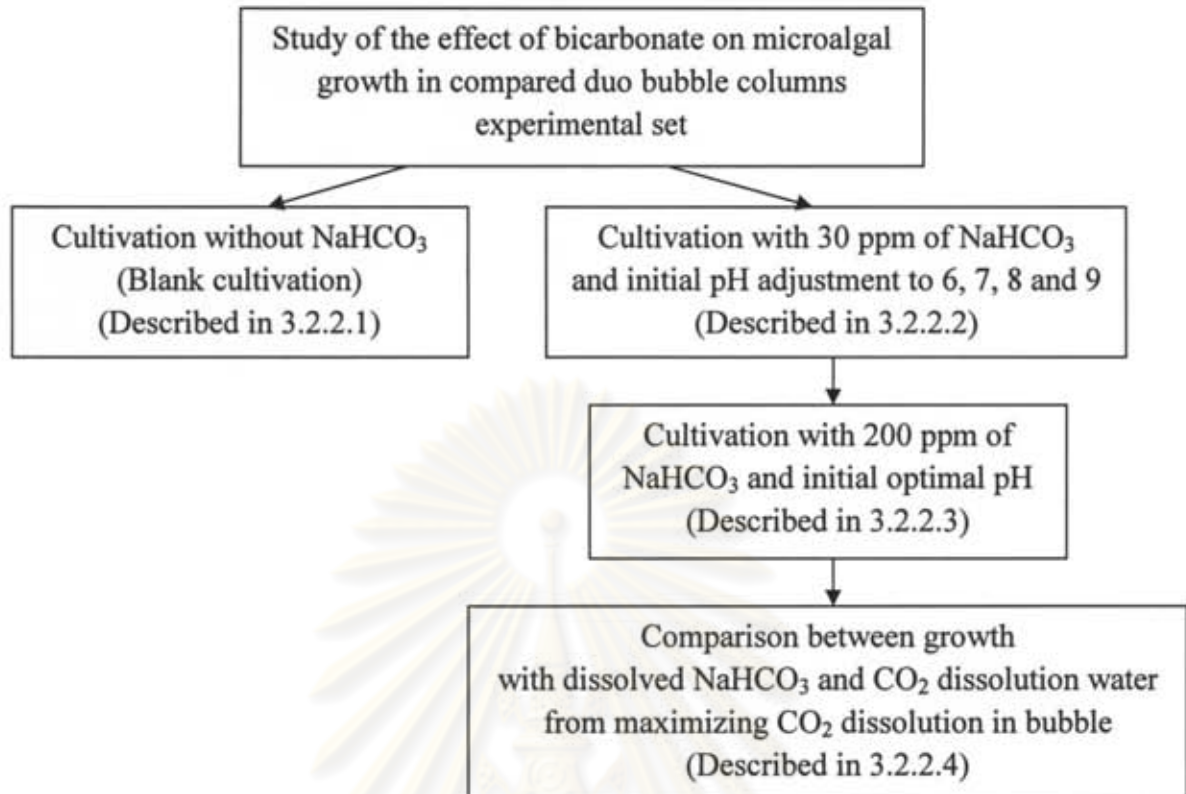 Study of the effect of bicarbonate on microalgal
growth in compared duo bubble columns
experimental set
Cultivation without NaHCO₃
(Blank cultivation)
(Described in 3.2.2.1)
Cultivation with 30 ppm of NaHCO₃
and initial pH adjustment to 6, 7, 8 and 9
(Described in 3.2.2.2)
Cultivation with 200 ppm of
NaHCO₃ and initial optimal pH
(Described in 3.2.2.3)
Comparison between growth
with dissolved NaHCO₃ and CO₂ dissolution water
from maximizing CO₂ dissolution in bubble
(Described in 3.2.2.4)